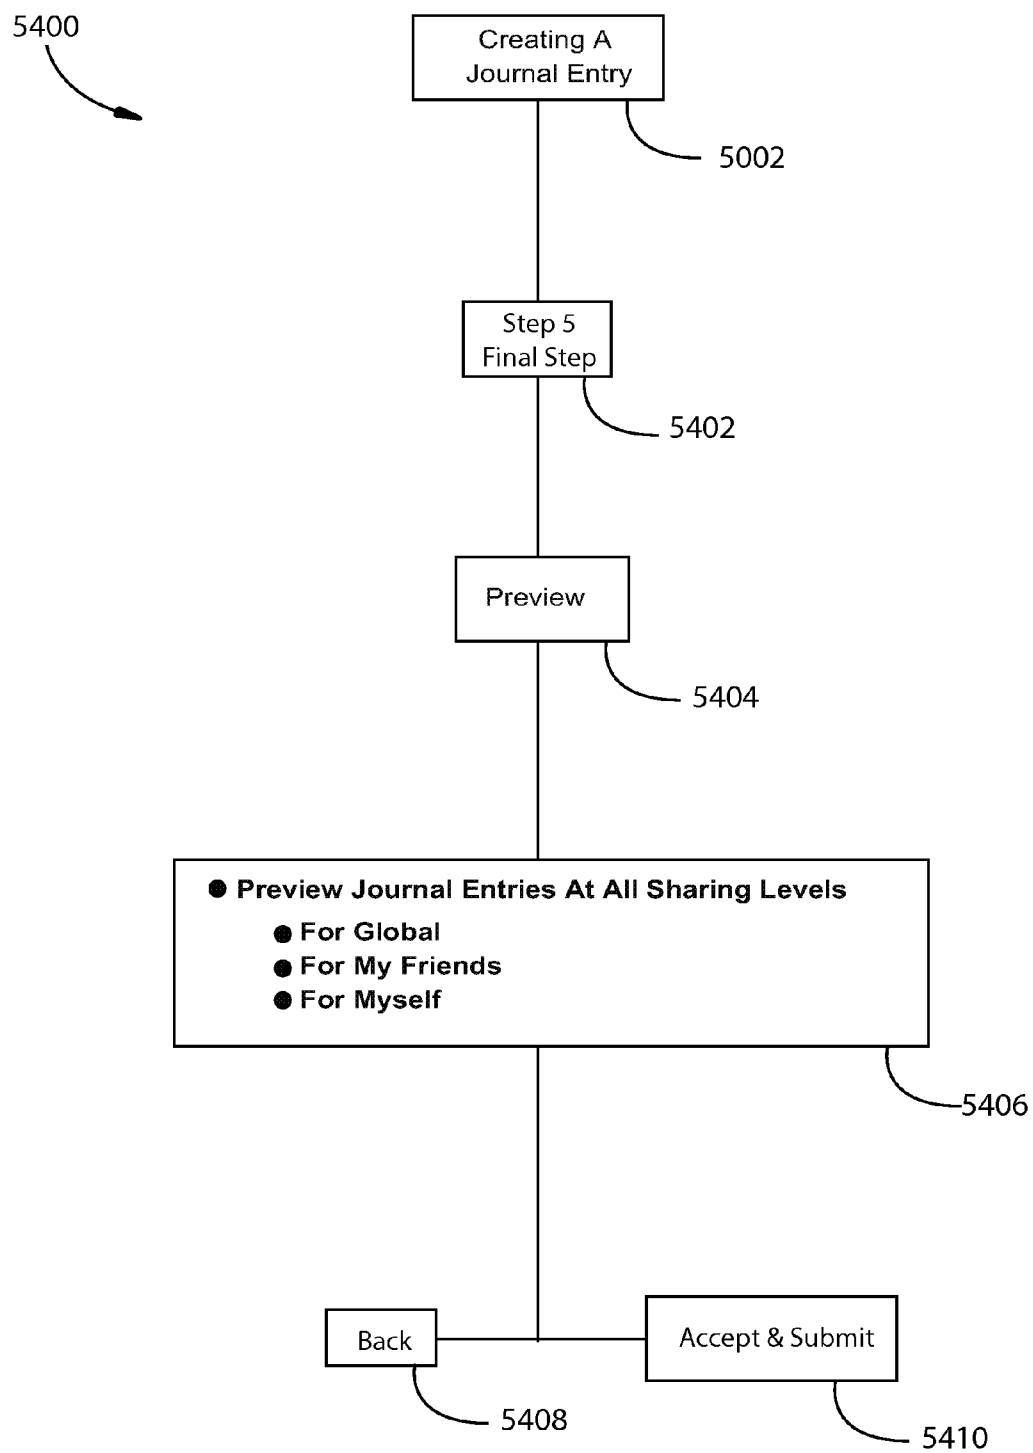 5400
Creating A
Journal Entry
5002
Step 5
Final Step
5402
Preview
5404
● Preview Journal Entries At All Sharing Levels
● For Global
● For My Friends
● For Myself
5406
Back
Accept & Submit
5408
5410